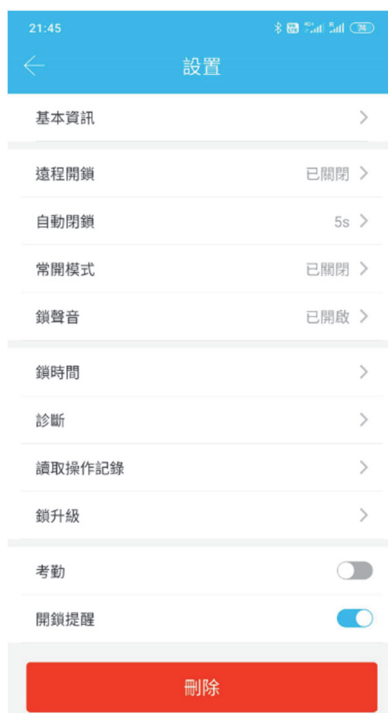 21:45
設置
基本資訊
遠程開鎖 已關閉
自動閉鎖 5s
常開模式 已關閉
鎖聲音 已開啟
鎖時間
診斷
讀取操作記錄
鎖升級
考勤
開鎖提醒
刪除